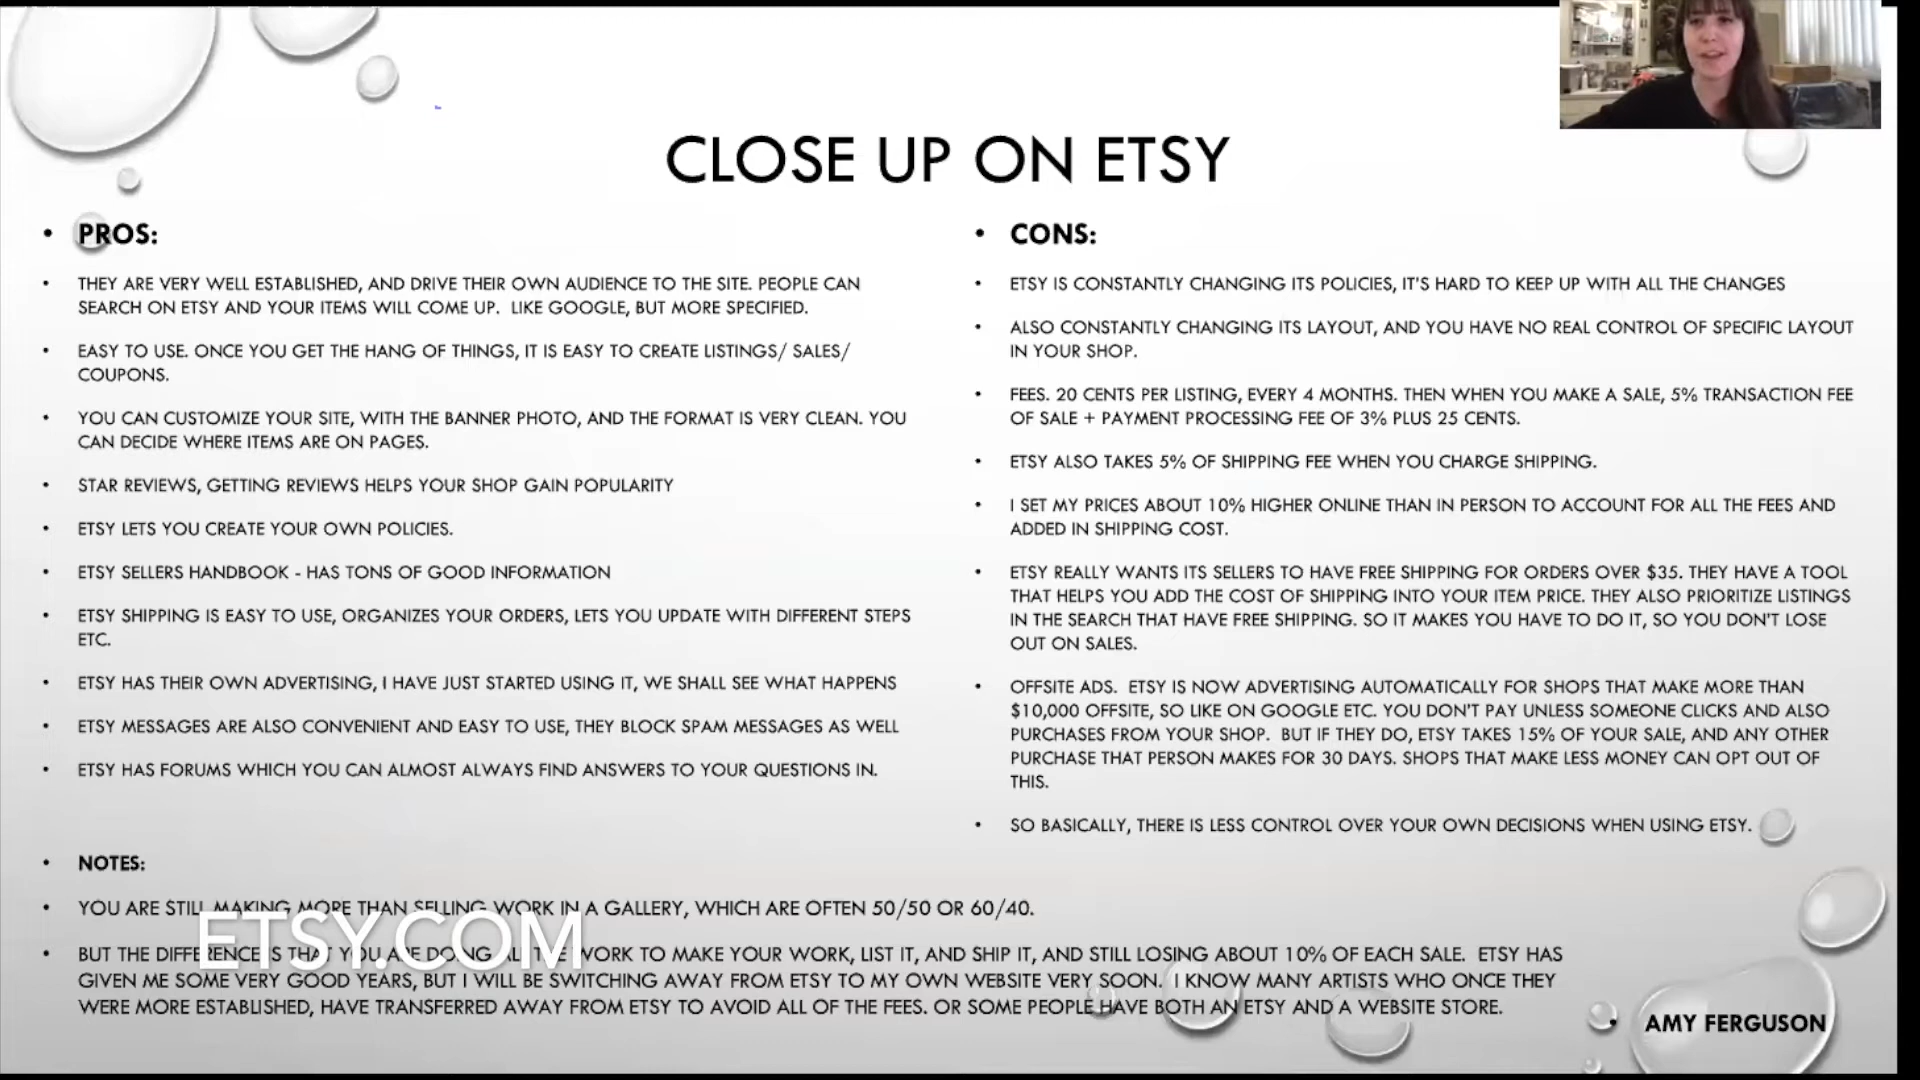 CLOSE UP ON ETSY
• PROS:
• THEY ARE VERY WELL ESTABLISHED, AND DRIVE THEIR OWN AUDIENCE TO THE SITE. PEOPLE CAN
SEARCH ON ETSY AND YOUR ITEMS WILL COME UP. LIKE GOOGLE, BUT MORE SPECIFIED.
• EASY TO USE. ONCE YOU GET THE HANG OF THINGS, IT IS EASY TO CREATE LISTINGS/ SALES/
COUPONS.
• YOU CAN CUSTOMIZE YOUR SITE, WITH THE BANNER PHOTO, AND THE FORMAT IS VERY CLEAN. YOU
CAN DECIDE WHERE ITEMS ARE ON PAGES.
• STAR REVIEWS, GETTING REVIEWS HELPS YOUR SHOP GAIN POPULARITY
• ETSY LETS YOU CREATE YOUR OWN POLICIES.
• ETSY SELLERS HANDBOOK - HAS TONS OF GOOD INFORMATION
• ETSY SHIPPING IS EASY TO USE, ORGANIZES YOUR ORDERS, LETS YOU UPDATE WITH DIFFERENT STEPS
ETC.
• ETSY HAS THEIR OWN ADVERTISING, I HAVE JUST STARTED USING IT, WE SHALL SEE WHAT HAPPENS
• ETSY MESSAGES ARE ALSO CONVENIENT AND EASY TO USE, THEY BLOCK SPAM MESSAGES AS WELL
• ETSY HAS FORUMS WHICH YOU CAN ALMOST ALWAYS FIND ANSWERS TO YOUR QUESTIONS IN.
• CONS:
• ETSY IS CONSTANTLY CHANGING ITS POLICIES, IT'S HARD TO KEEP UP WITH ALL THE CHANGES
• ALSO CONSTANTLY CHANGING ITS LAYOUT, AND YOU HAVE NO REAL CONTROL OF SPECIFIC LAYOUT
IN YOUR SHOP.
• FEES. 20 CENTS PER LISTING, EVERY 4 MONTHS. THEN WHEN YOU MAKE A SALE, 5% TRANSACTION FEE
OF SALE + PAYMENT PROCESSING FEE OF 3% PLUS 25 CENTS.
• ETSY ALSO TAKES 5% OF SHIPPING FEE WHEN YOU CHARGE SHIPPING.
• I SET MY PRICES ABOUT 10% HIGHER ONLINE THAN IN PERSON TO ACCOUNT FOR ALL THE FEES AND
ADDED IN SHIPPING COST.
• ETSY REALLY WANTS ITS SELLERS TO HAVE FREE SHIPPING FOR ORDERS OVER $35. THEY HAVE A TOOL
THAT HELPS YOU ADD THE COST OF SHIPPING INTO YOUR ITEM PRICE. THEY ALSO PRIORITIZE LISTINGS
IN THE SEARCH THAT HAVE FREE SHIPPING. SO IT MAKES YOU HAVE TO DO IT, SO YOU DON'T LOSE
OUT ON SALES.
• OFFSITE ADS. ETSY IS NOW ADVERTISING AUTOMATICALLY FOR SHOPS THAT MAKE MORE THAN
$10,000 OFFSITE, SO LIKE ON GOOGLE ETC. YOU DON'T PAY UNLESS SOMEONE CLICKS AND ALSO
PURCHASES FROM YOUR SHOP. BUT IF THEY DO, ETSY TAKES 15% OF YOUR SALE, AND ANY OTHER
PURCHASE THAT PERSON MAKES FOR 30 DAYS. SHOPS THAT MAKE LESS MONEY CAN OPT OUT OF
THIS.
• SO BASICALLY, THERE IS LESS CONTROL OVER YOUR OWN DECISIONS WHEN USING ETSY.
• NOTES:
• YOU ARE STILL MAKING MORE THAN SELLING WORK IN A GALLERY, WHICH ARE OFTEN 50/50 OR 60/40.
ETSY.COM
• BUT THE DIFFERENCE IS THAT YOU ARE DOING ALL THE WORK TO MAKE YOUR WORK, LIST IT, AND SHIP IT, AND STILL LOSING ABOUT 10% OF EACH SALE. ETSY HAS
GIVEN ME SOME VERY GOOD YEARS, BUT I WILL BE SWITCHING AWAY FROM ETSY TO MY OWN WEBSITE VERY SOON. I KNOW MANY ARTISTS WHO ONCE THEY
WERE MORE ESTABLISHED, HAVE TRANSFERRED AWAY FROM ETSY TO AVOID ALL OF THE FEES. OR SOME PEOPLE HAVE BOTH AN ETSY AND A WEBSITE STORE.
• AMY FERGUSON